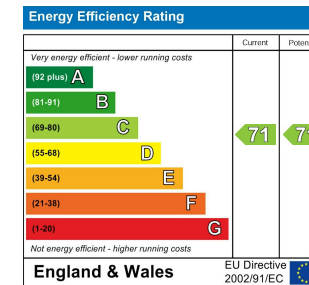 Energy Efficiency Rating
Current
Very energy efficient - lower running costs
(92 plus) A
(81-91) B
(69-80) C
71
(55-68) D
(39-54) E
(21-38) F
(1-20) G
Not energy efficient - higher running costs
England & Wales
EU Directive
2002/91/EC